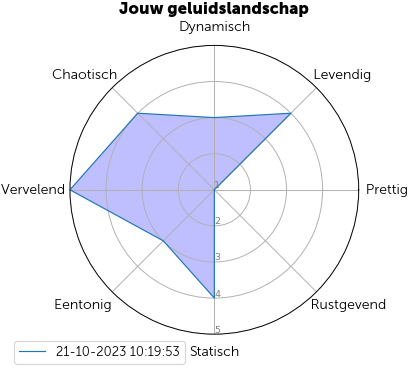 Jouw geluidslandschap
Dynamisch
Chaotisch
Levendig
Vervelend
1
Prettig
2
3
Eentonig
4
Rustgevend
5
21-10-2023 10:19:53
Statisch